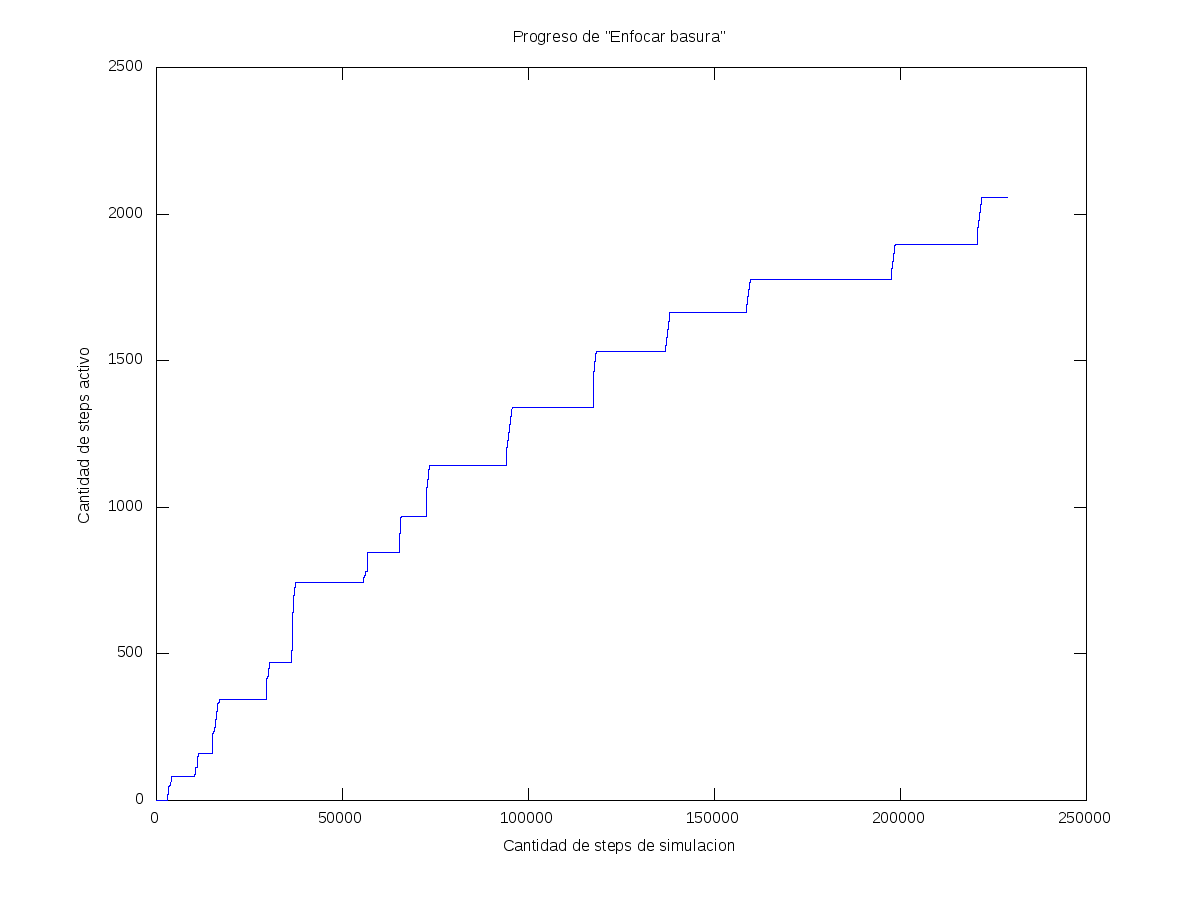 Progreso de "Enfocar basura"
2500
2000
1500
1000
500
0
Cantidad de steps activo
0 50000 100000 150000 200000 250000
Cantidad de steps de simulacion